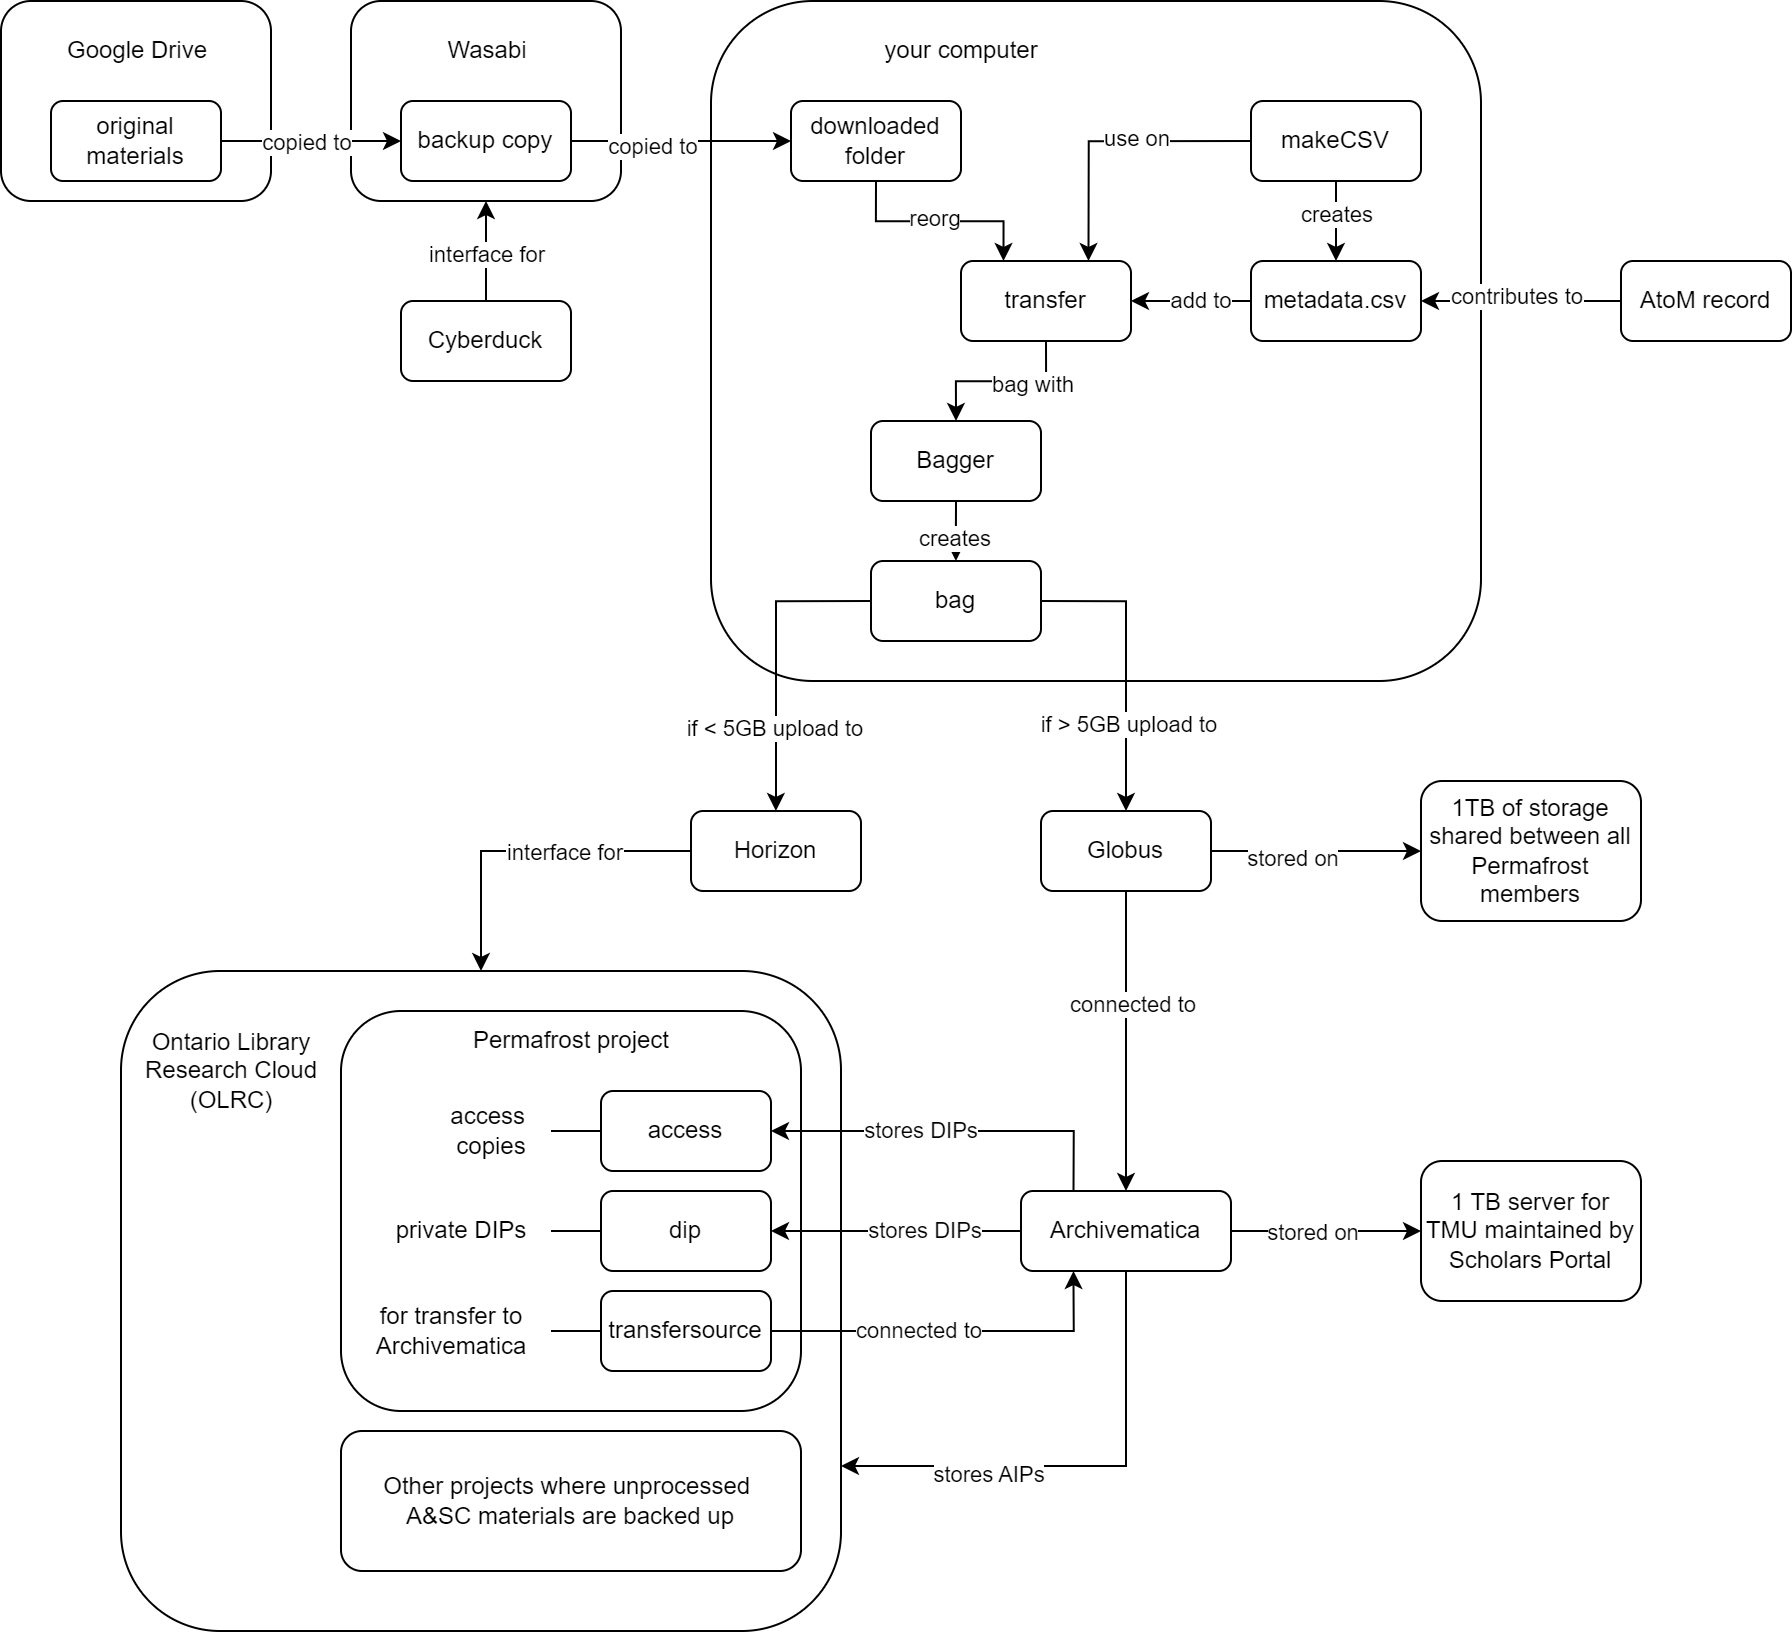 Google Drive
Wasabi
your computer
original
materials
copied to
backup copy
copied to
downloaded
folder
use on
makeCSV
reorg
creates
interface for
transfer
add to
metadata.csv
contributes to
AtoM record
Cyberduck
bag with
Bagger
creates
bag
if < 5GB upload to
if > 5GB upload to
interface for
Horizon
Globus
stored on
1TB of storage
shared between all
Permafrost
members
connected to
Ontario Library
Research Cloud
(OLRC)
Permafrost project
access
copies
access
stores DIPs
private DIPs
dip
stores DIPs
Archivematica
stored on
1 TB server for
TMU maintained by
Scholars Portal
for transfer to
Archivematica
transfersource
connected to
stores AIPs
Other projects where unprocessed
A&SC materials are backed up